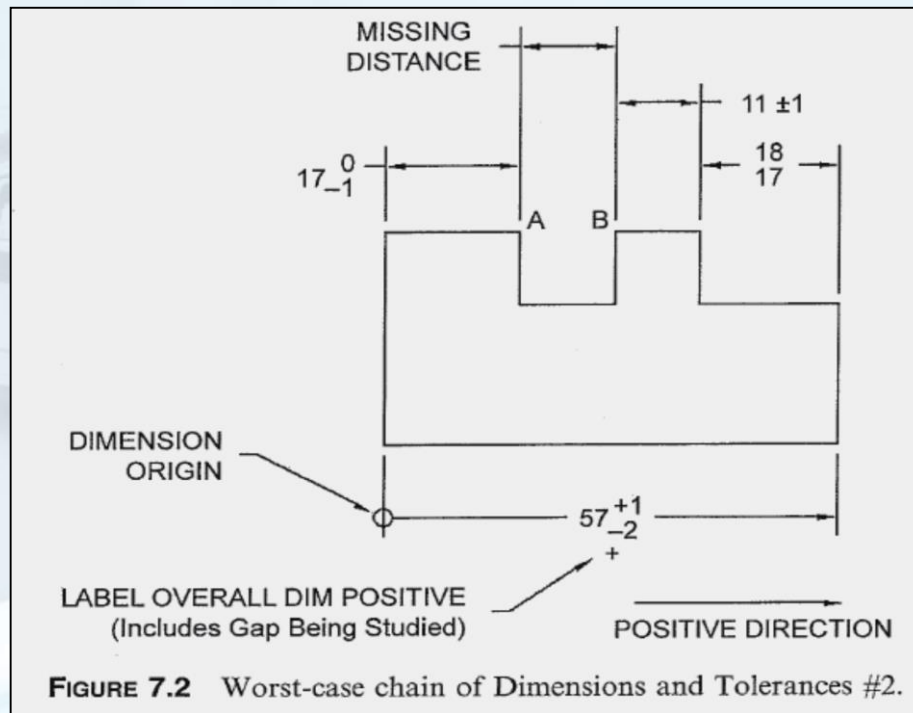 MISSING
DISTANCE
11 ±1
0
17 –1
18
17
A B
DIMENSION
ORIGIN
57 +1
–2
+
LABEL OVERALL DIM POSITIVE
(Includes Gap Being Studied)
POSITIVE DIRECTION
FIGURE 7.2 Worst-case chain of Dimensions and Tolerances #2.